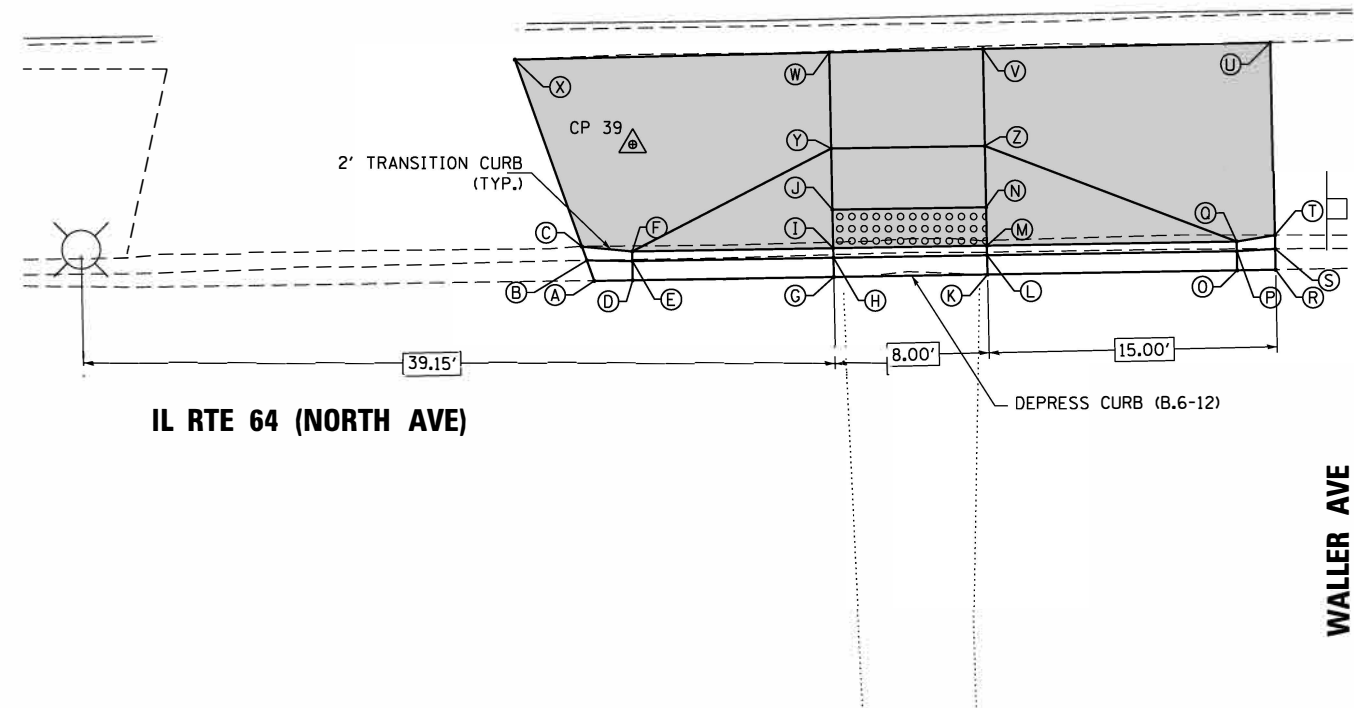 X
W
V
U
CP 39
Y
Z
2' TRANSITION CURB
(TYP.)
J
N
C
F
I
M
Q
T
B
A
D
E
G
H
K
L
O
P
R
S
39.15'
8.00'
15.00'
DEPRESS CURB (B.6-12)
IL RTE 64 (NORTH AVE)
WALLER AVE